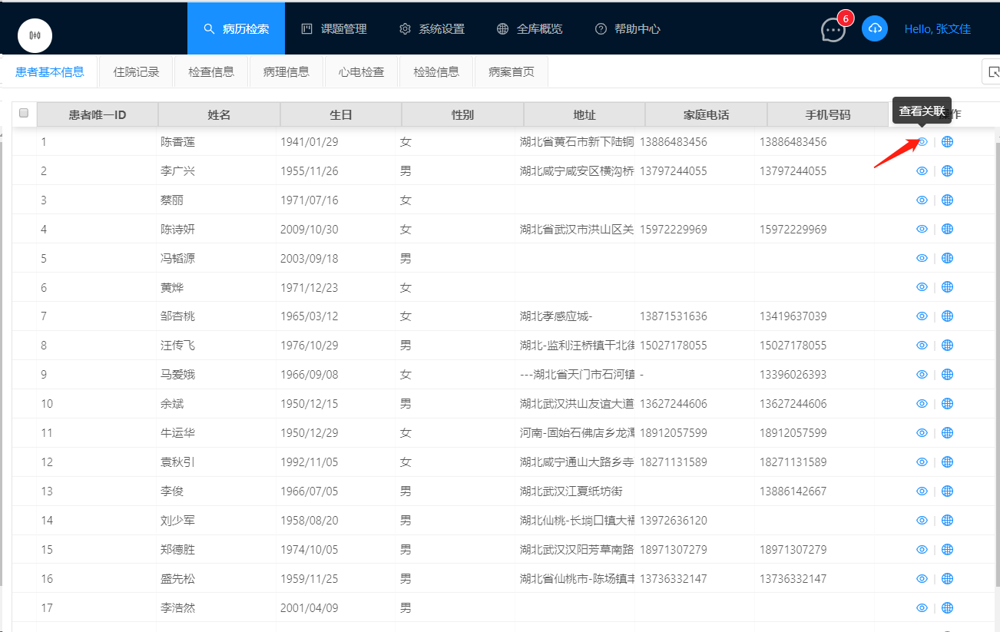 6
病历检索 课题管理 系统设置 全库概览 帮助中心 Hello, 张文佳
患者基本信息 住院记录 检查信息 病理信息 心电检查 检验信息 病案首页
查看关联
患者唯一ID 姓名 生日 性别 地址 家庭电话 手机号码 作
1 陈香莲 1941/01/29 女 湖北省黄石市新下陆铜 13886483456 13886483456
2 李广兴 1955/11/26 男 湖北咸宁咸安区横沟桥 13797244055 13797244055
3 蔡丽 1971/07/16 女
4 陈诗妍 2009/10/30 女 湖北省武汉市洪山区关 15972229969 15972229969
5 冯韬源 2003/09/18 男
6 黄烨 1971/12/23 女
7 邹杏桃 1965/03/12 女 湖北孝感应城- 13871531636 13419637039
8 汪传飞 1976/10/29 男 湖北-监利汪桥镇干北街 15027178055 15027178055
9 马爱娥 1966/09/08 女 ---湖北省天门市石河镇 - 13396026393
10 余斌 1950/12/15 男 湖北武汉洪山友谊大道 13627244606 13627244606
11 牛运华 1950/12/29 女 河南-固始石佛店乡龙潭 18912057599 18912057599
12 袁秋引 1992/11/05 女 湖北咸宁通山大路乡寺 18271131589 18271131589
13 李俊 1966/07/05 男 湖北武汉江夏纸坊街 13886142667
14 刘少军 1958/08/20 男 湖北仙桃-长埫口镇大福 13972636120
15 郑德胜 1974/10/05 男 湖北武汉汉阳芳草南路 18971307279 18971307279
16 盛先松 1959/11/25 男 湖北省仙桃市-陈场镇丰 13736332147 13736332147
17 李浩然 2001/04/09 男